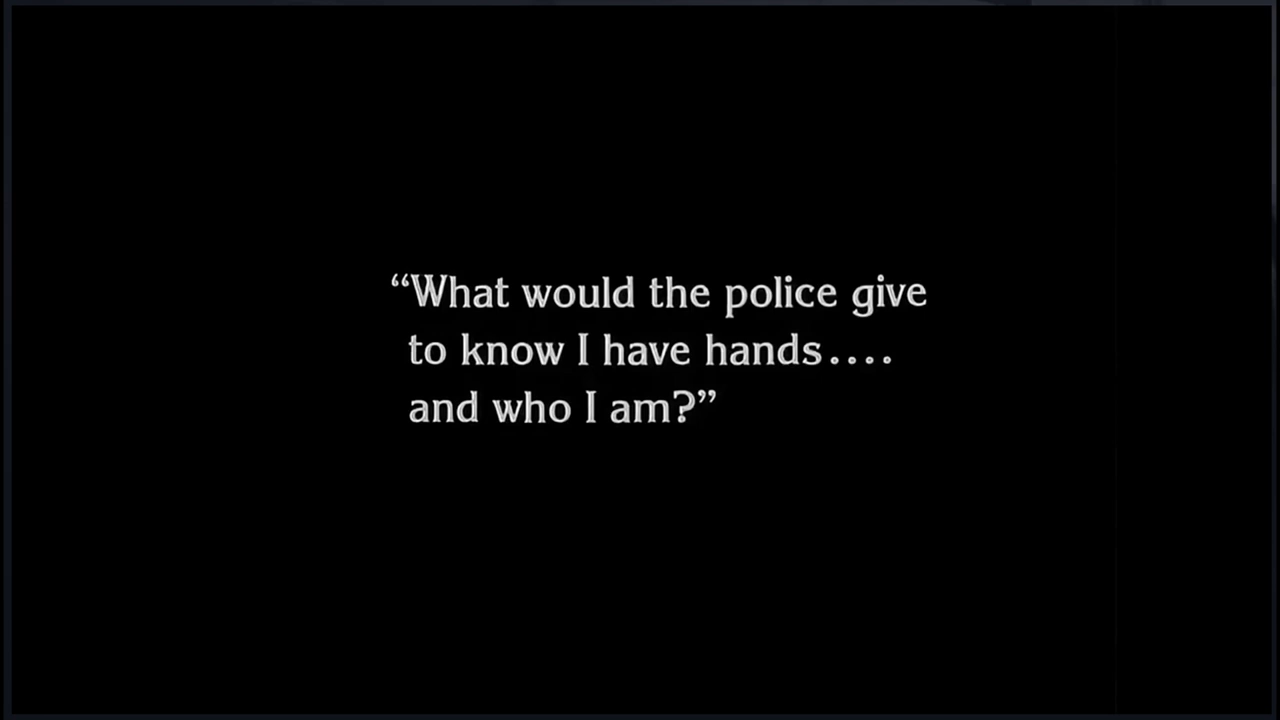 “What would the police give
to know I have hands....
and who I am?”